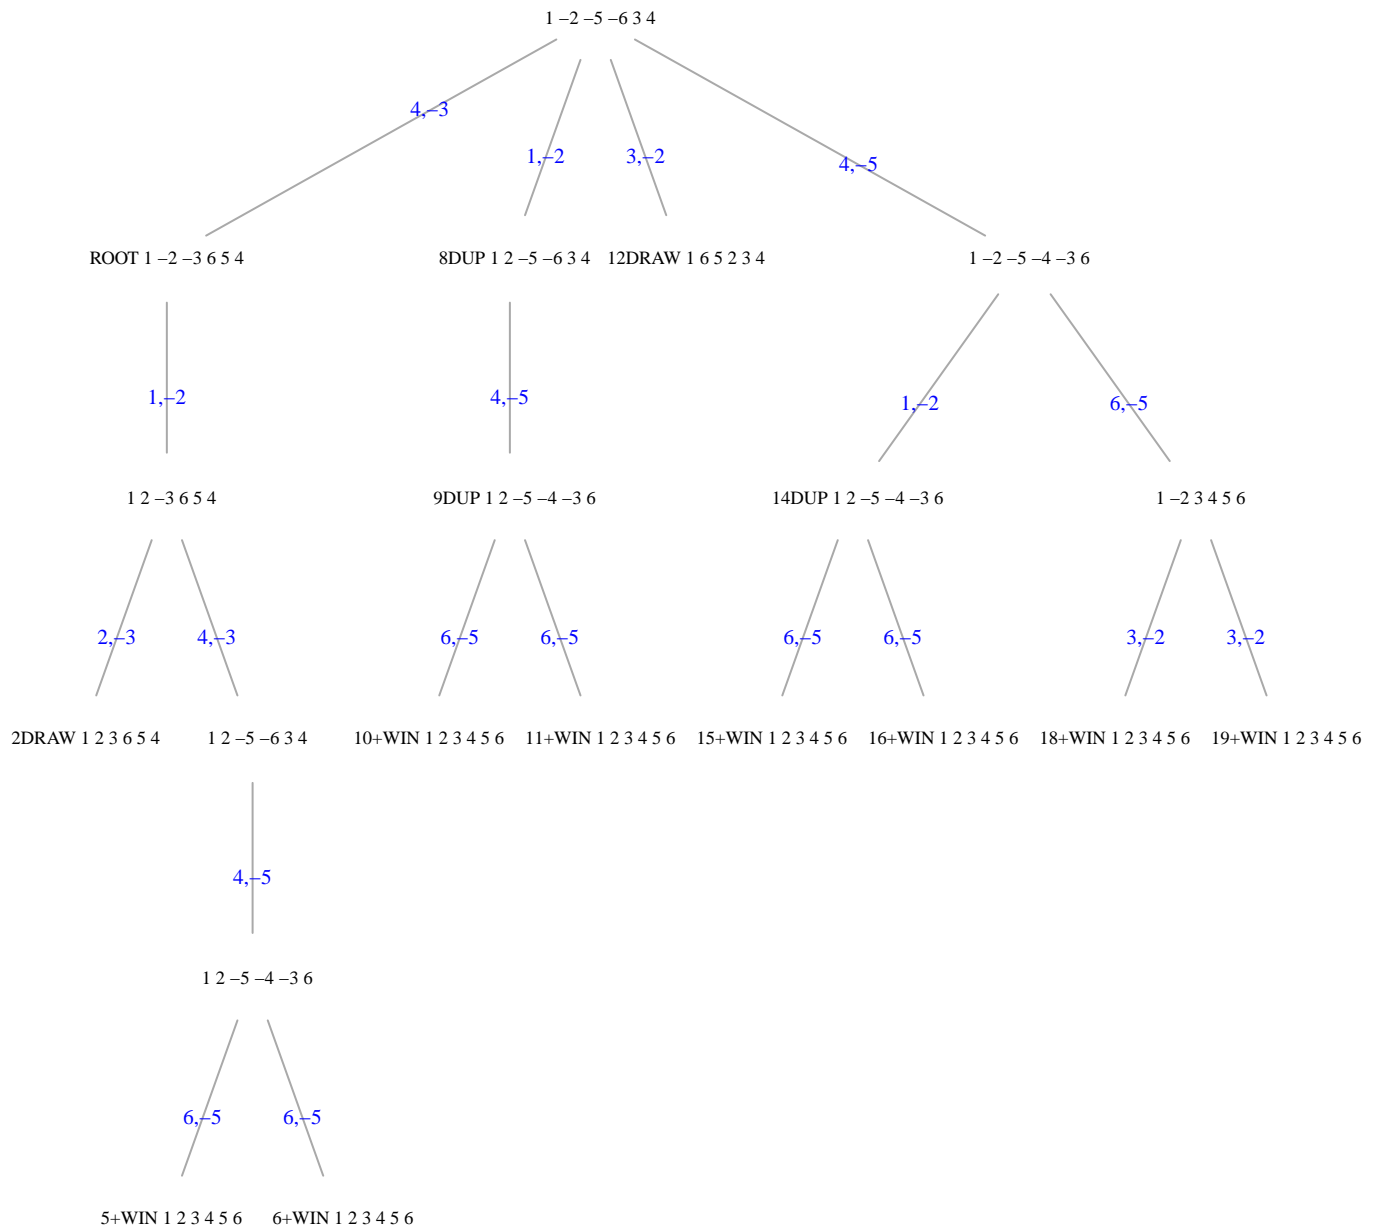 1 –2 –5 –6 3 4
4,–3
1,–2
3,–2
4,–5
ROOT 1 –2 –3 6 5 4
8DUP 1 2 –5 –6 3 4
12DRAW 1 6 5 2 3 4
1 –2 –5 –4 –3 6
1,–2
4,–5
1,–2
6,–5
1 2 –3 6 5 4
9DUP 1 2 –5 –4 –3 6
14DUP 1 2 –5 –4 –3 6
1 –2 3 4 5 6
2,–3
4,–3
6,–5
6,–5
6,–5
6,–5
3,–2
3,–2
2DRAW 1 2 3 6 5 4
1 2 –5 –6 3 4
10+WIN 1 2 3 4 5 6
11+WIN 1 2 3 4 5 6
15+WIN 1 2 3 4 5 6
16+WIN 1 2 3 4 5 6
18+WIN 1 2 3 4 5 6
19+WIN 1 2 3 4 5 6
4,–5
1 2 –5 –4 –3 6
6,–5
6,–5
5+WIN 1 2 3 4 5 6
6+WIN 1 2 3 4 5 6